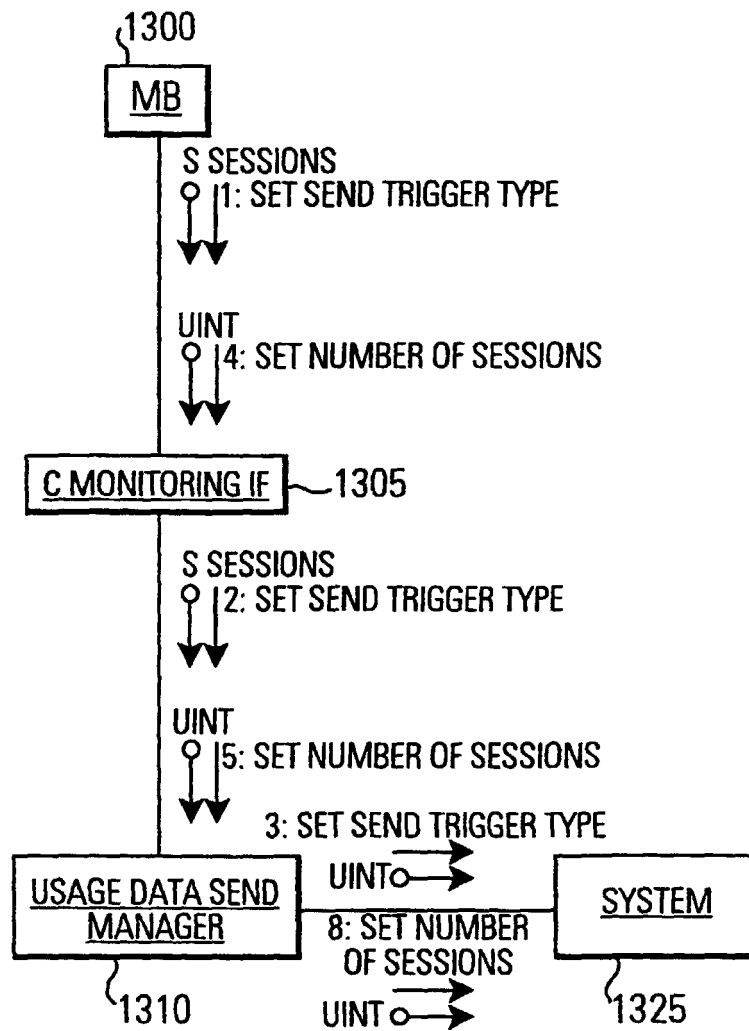 1300
MB
S SESSIONS
1: SET SEND TRIGGER TYPE
UINT
4: SET NUMBER OF SESSIONS
C MONITORING IF
1305
S SESSIONS
2: SET SEND TRIGGER TYPE
UINT
5: SET NUMBER OF SESSIONS
3: SET SEND TRIGGER TYPE
UINT
USAGE DATA SEND
MANAGER
SYSTEM
8: SET NUMBER
OF SESSIONS
UINT
1310
1325